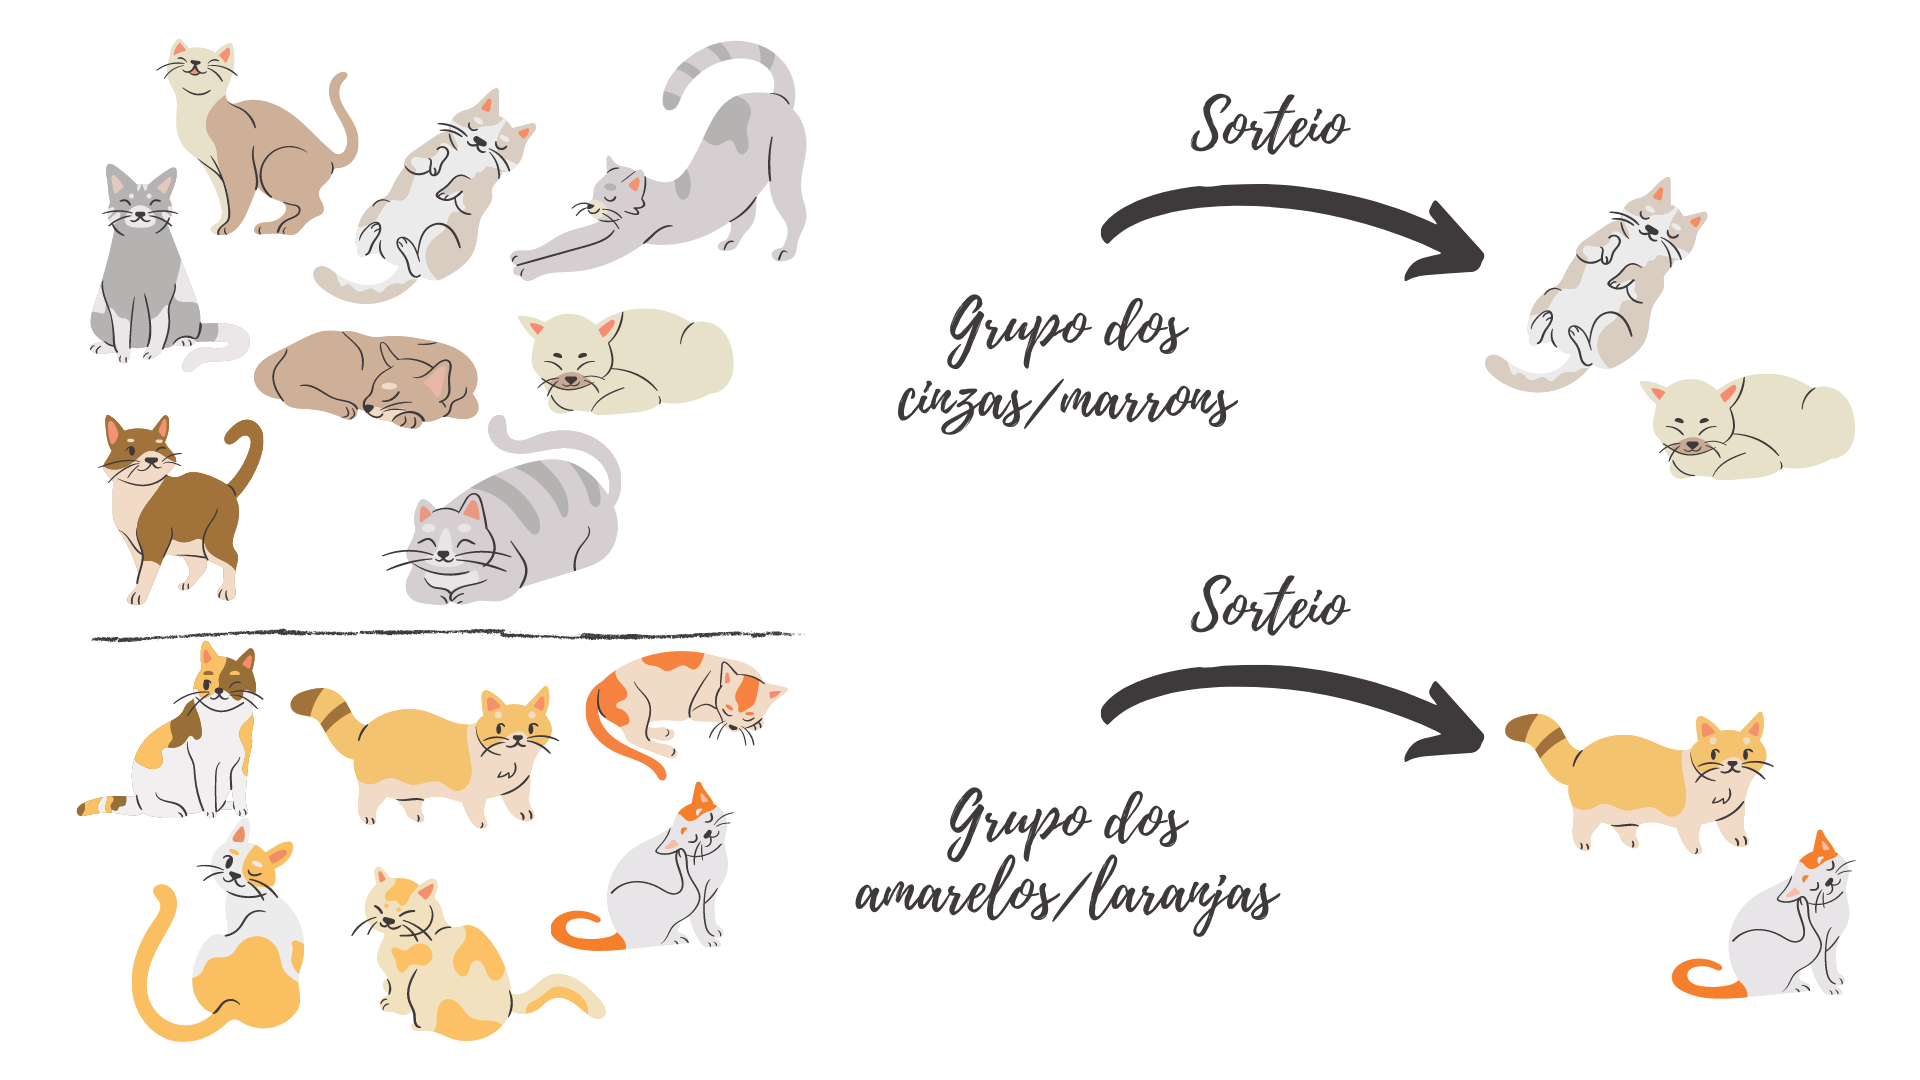 Sorteio
Grupo dos
cinzas/marrons
Sorteio
Grupo dos
amarelos/laranjas